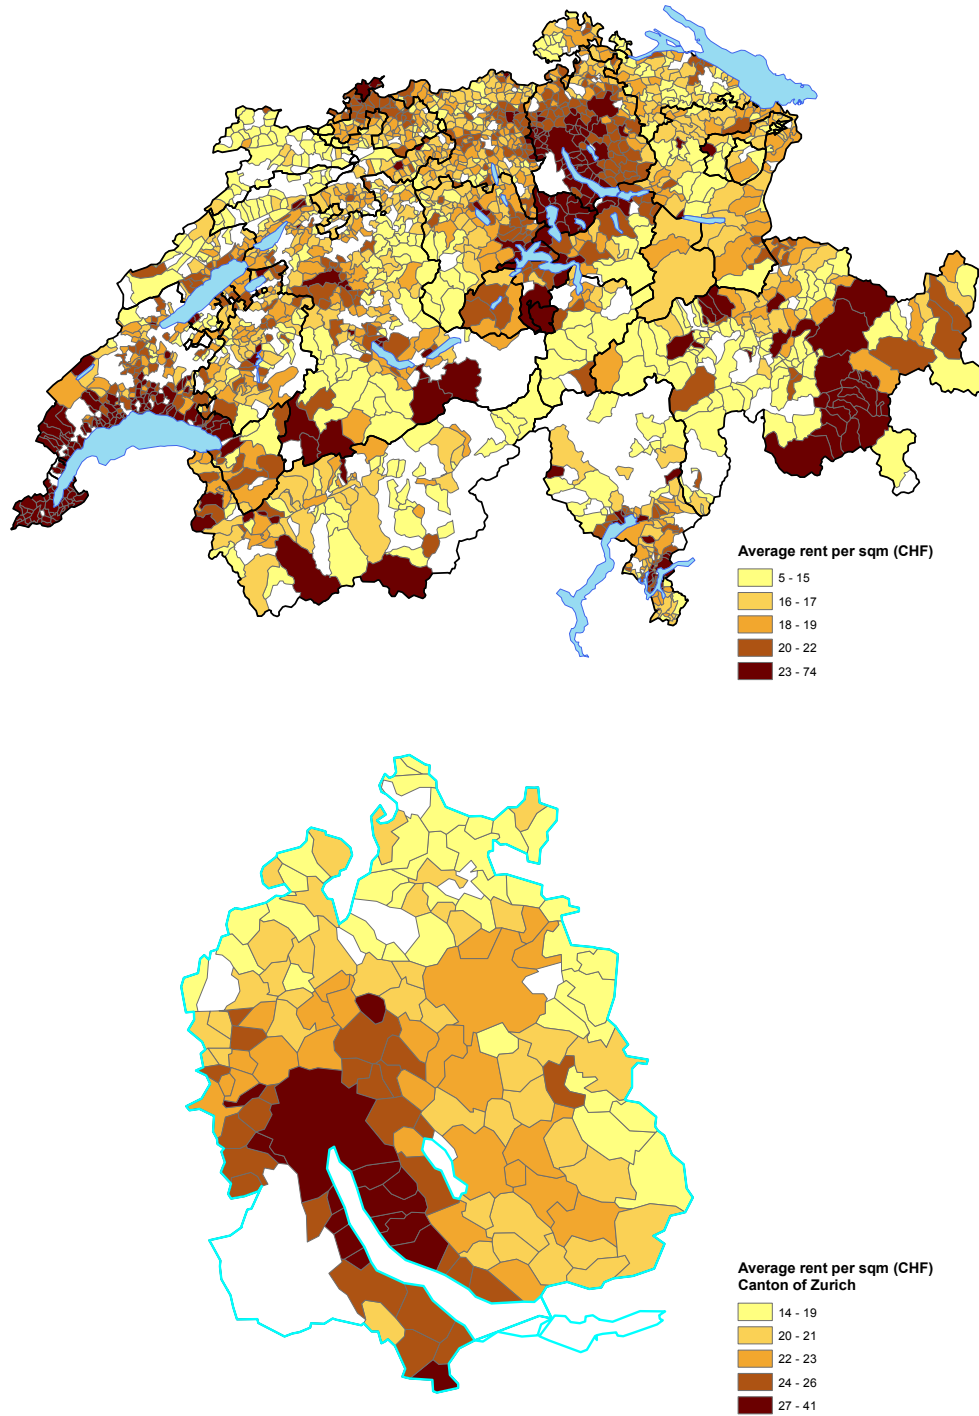 Average rent per sqm (CHF)
5 - 15
16 - 17
18 - 19
20 - 22
23 - 74
Average rent per sqm (CHF)
Canton of Zurich
14 - 19
20 - 21
22 - 23
24 - 26
27 - 41